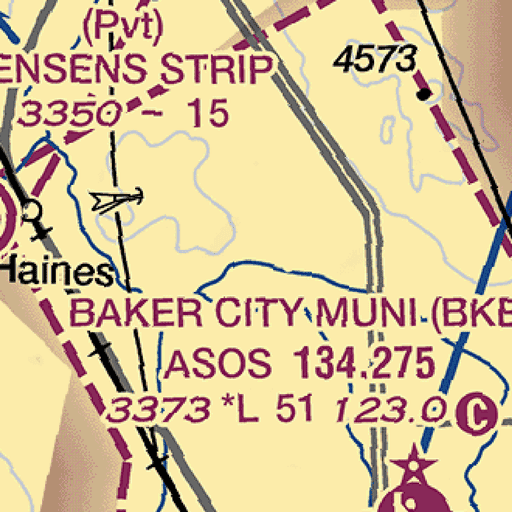 (Pvt)
ENSENS STRIP
3350 - 15
4573
Haines
BAKER CITY MUNI (BKE
ASOS 134.275
3373 *L 51 123.0 C